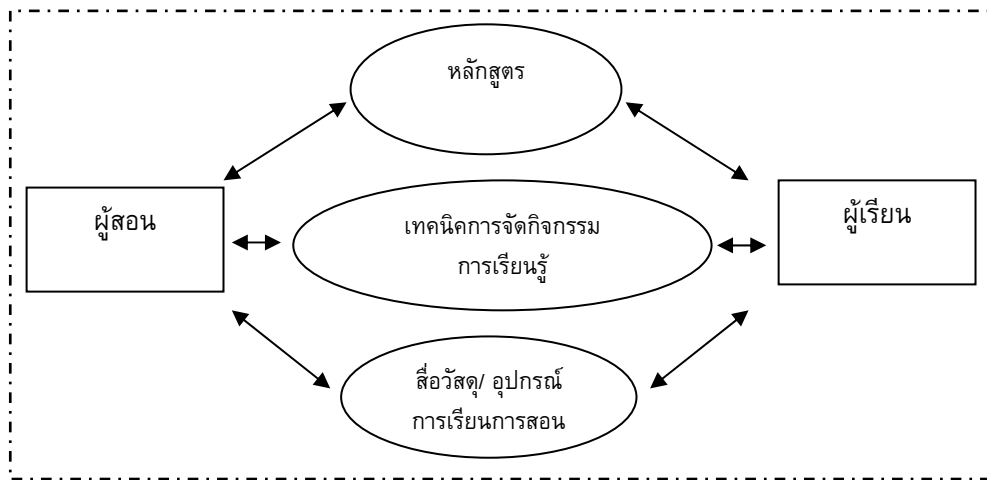 หลักสูตร
ผู้สอน
เทคนิคการจัดกิจกรรม
การเรียนรู้
ผู้เรียน
สื่อวัสดุ/ อุปกรณ์
การเรียนการสอน